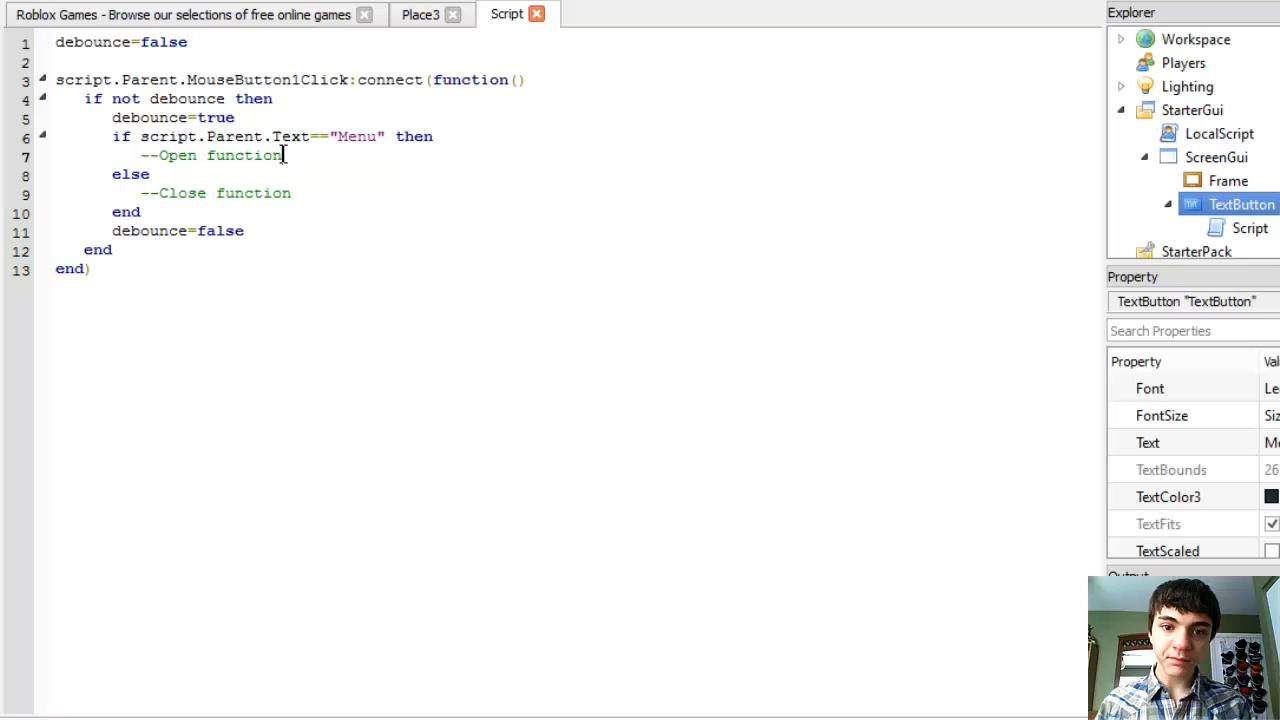 Roblox Games - Browse our selections of free online games
Place3
Script
1 debounce=false
2
3 script.Parent.MouseButton1Click:connect(function()
4 if not debounce then
5 debounce=true
6 if script.Parent.Text=="Menu" then
7 --Open function
8 else
9 --Close function
10 end
11 debounce=false
12 end
13 end)
Explorer
Workspace
Players
Lighting
StarterGui
LocalScript
ScreenGui
Frame
TextButton
Script
StarterPack
Property
TextButton "TextButton"
Search Properties
Property Val
Font Le
FontSize Siz
Text Me
TextBounds 26
TextColor3
TextFits
TextScaled